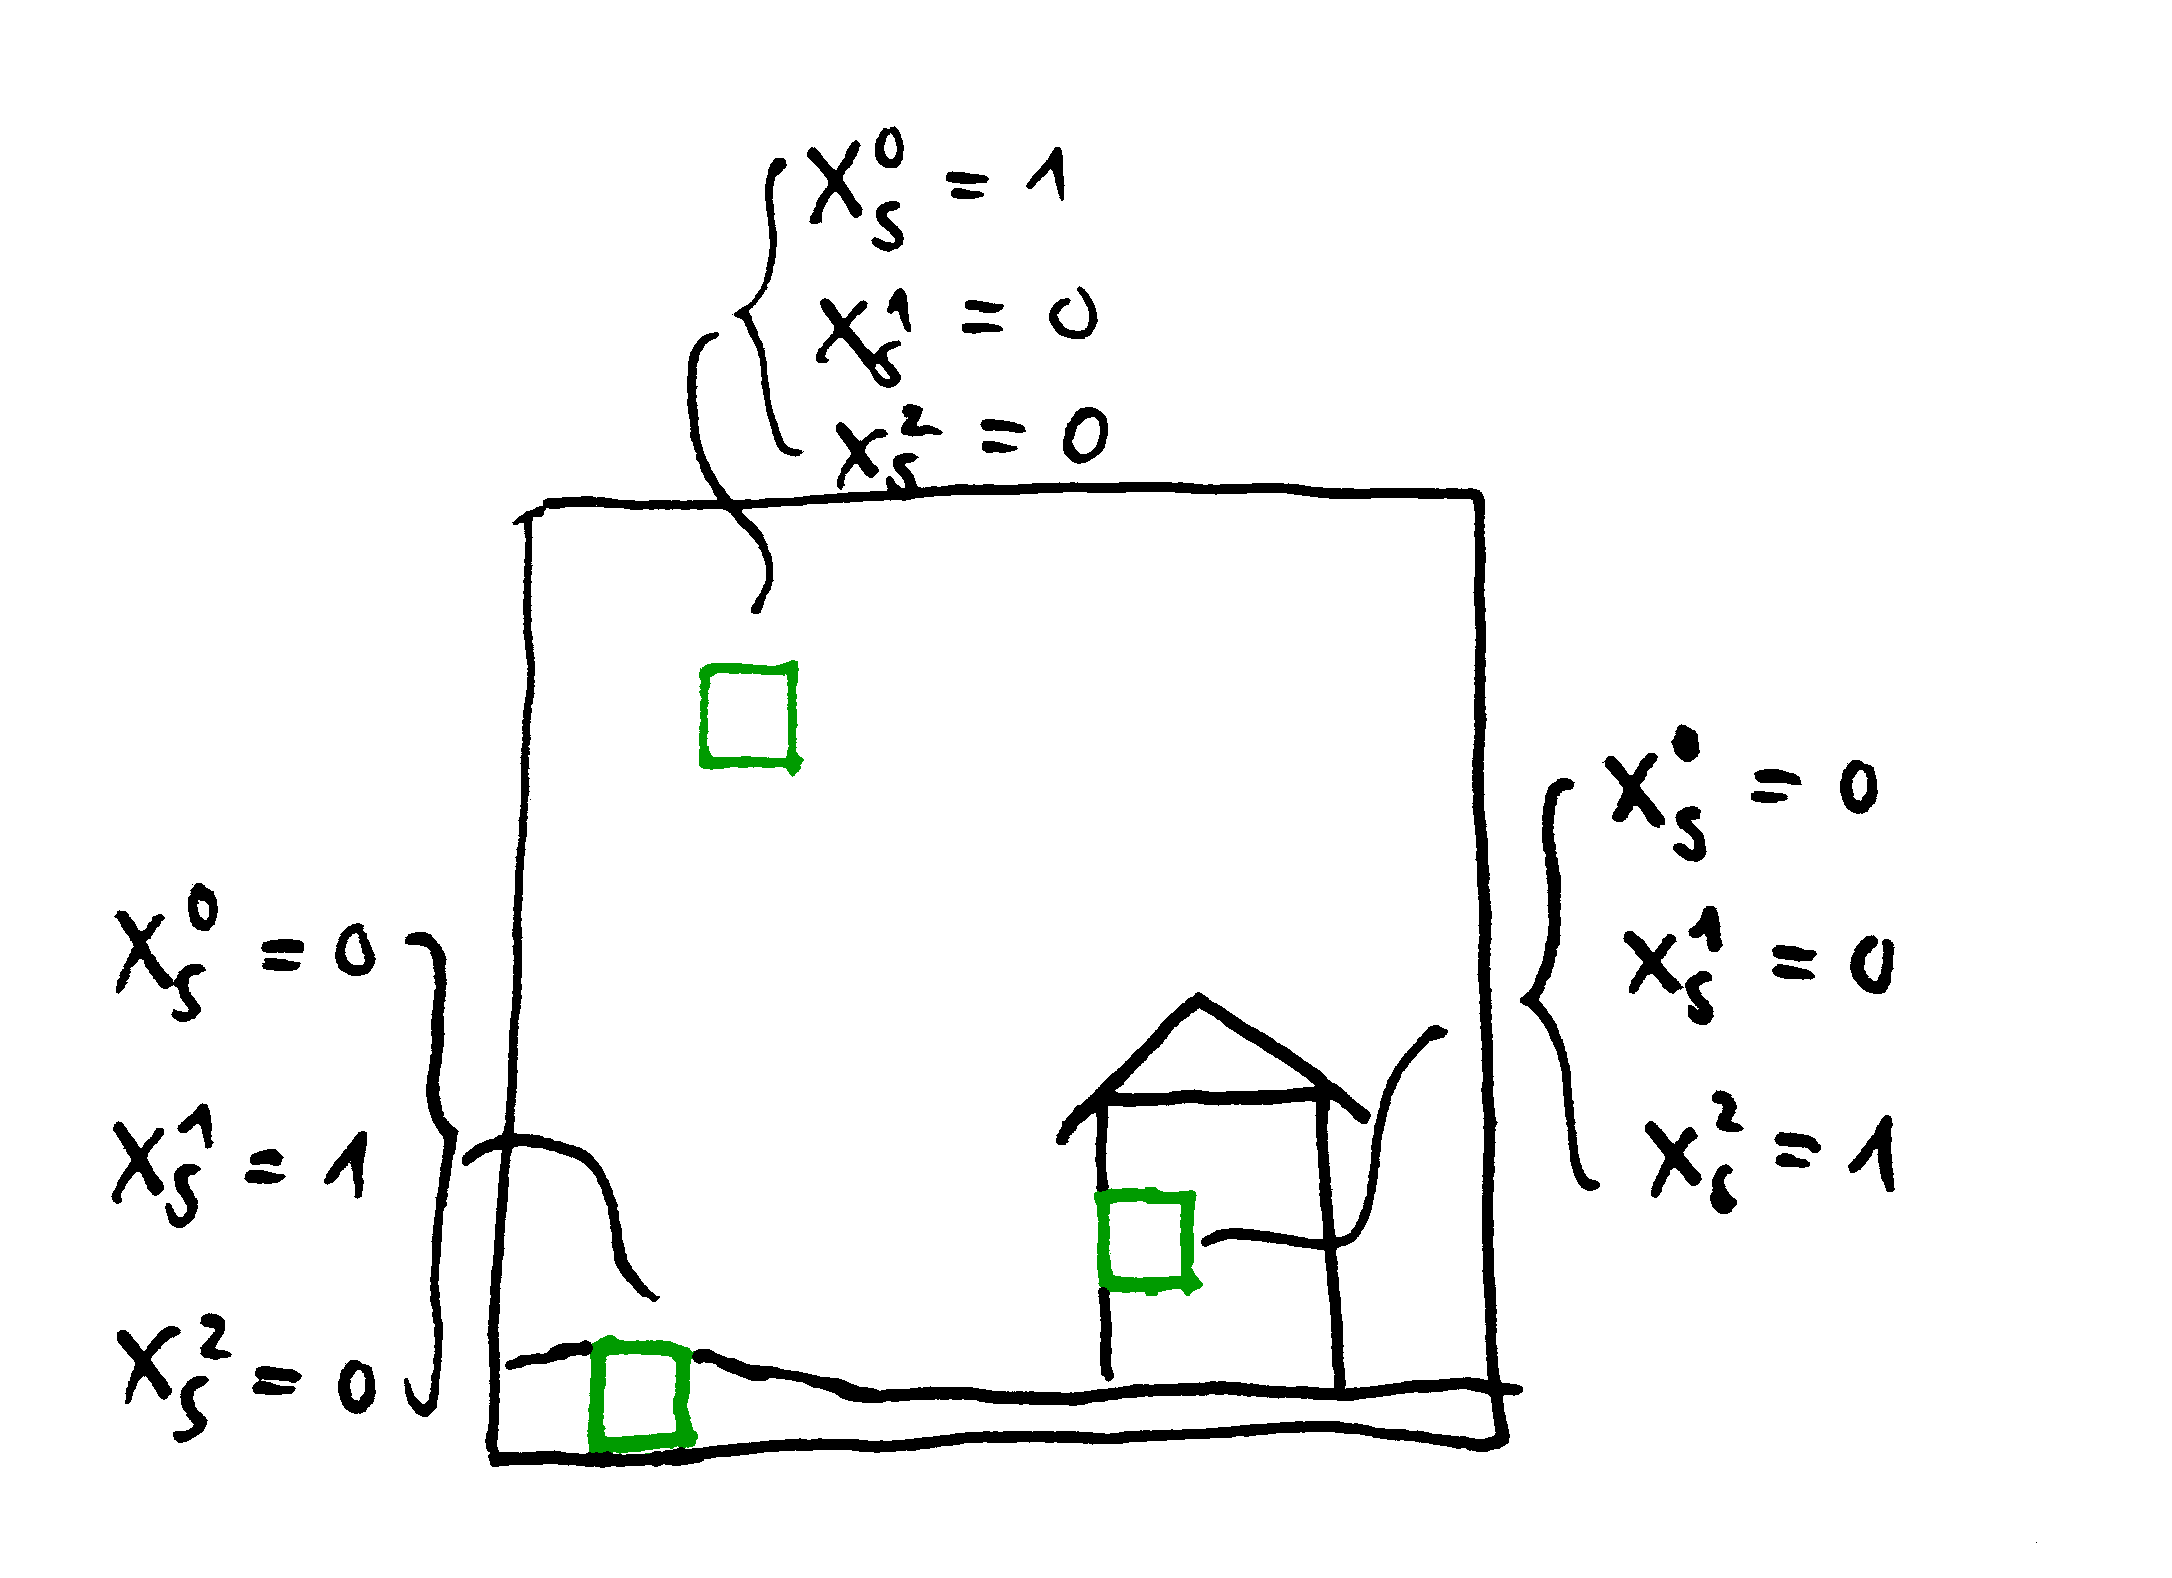 X_s^0 = 1
X_s^1 = 0
X_s^2 = 0
X_s^0 = 0
X_s^1 = 0
X_s^2 = 1
X_s^0 = 0
X_s^1 = 1
X_s^2 = 0